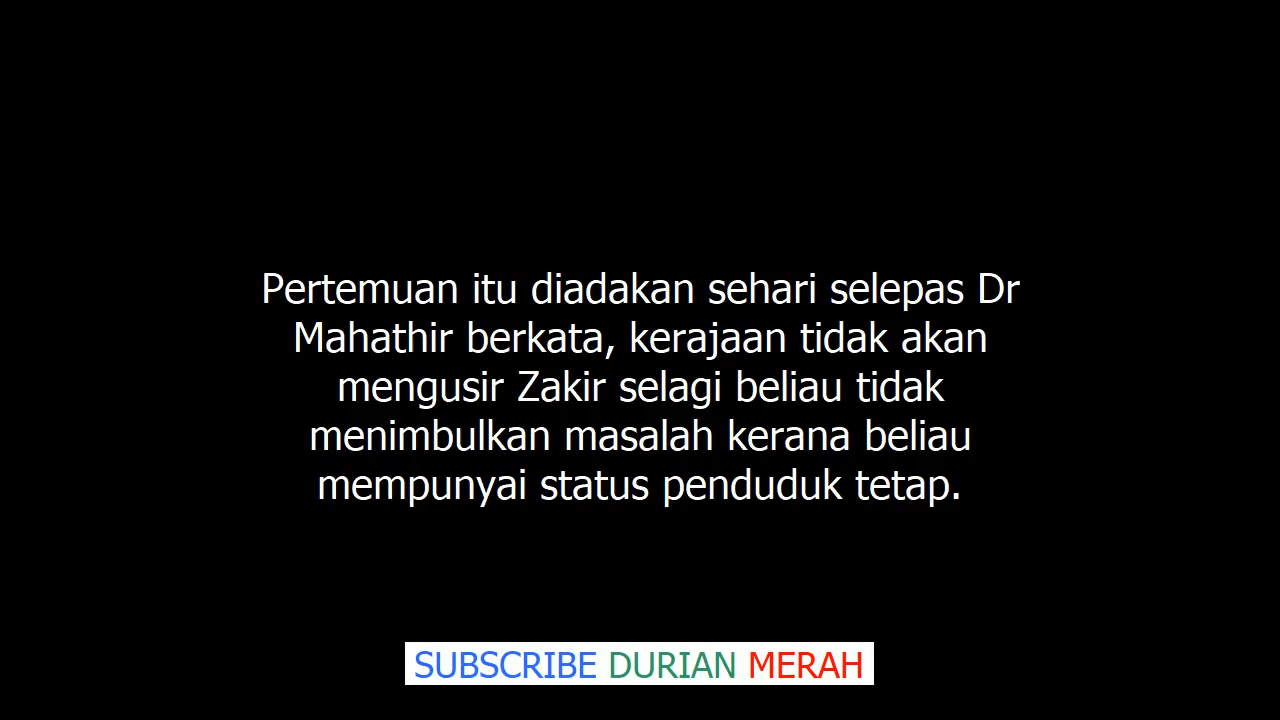 Pertemuan itu diadakan sehari selepas Dr
Mahathir berkata, kerajaan tidak akan
mengusir Zakir selagi beliau tidak
menimbulkan masalah kerana beliau
mempunyai status penduduk tetap.
SUBSCRIBE DURIAN MERAH